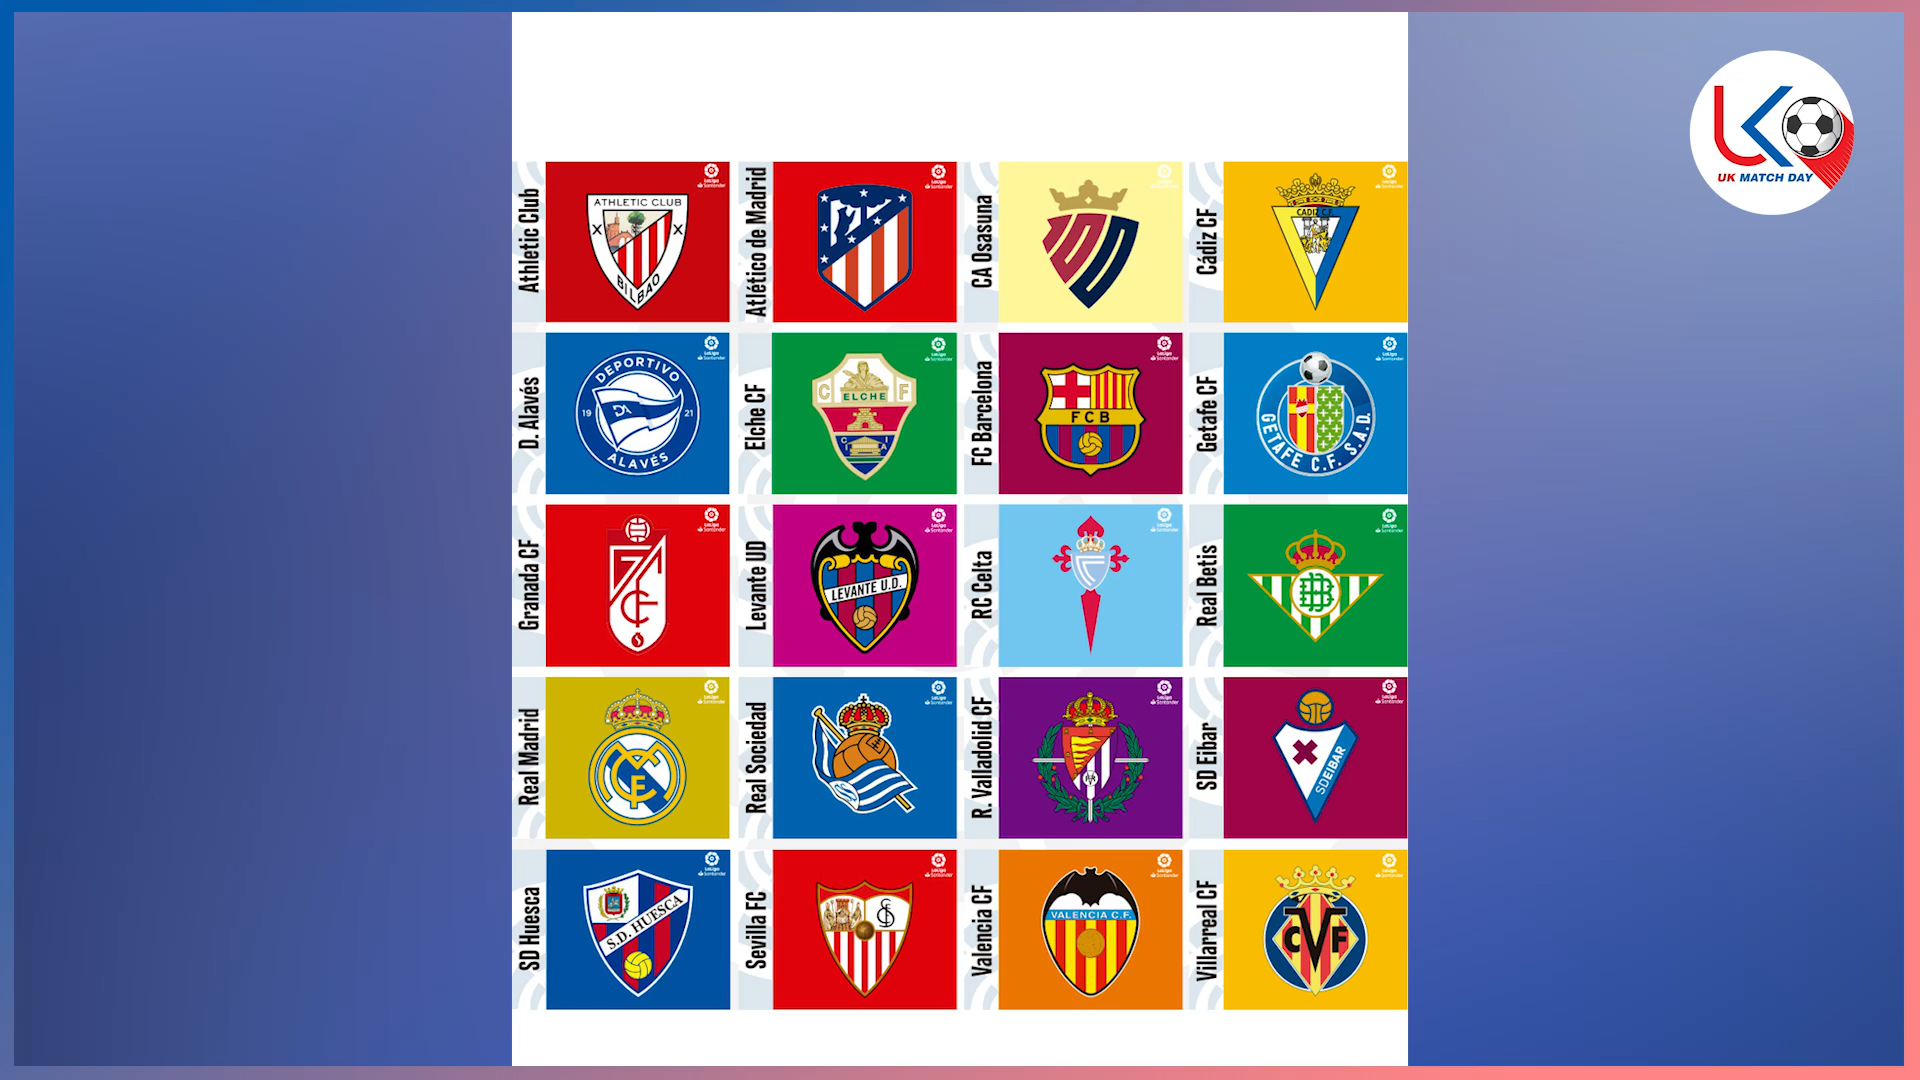 UK
UK MATCH DAY
Athletic Club
ATHLETIC CLUB
BILBAO
Atlético de Madrid
CA Osasuna
Cádiz CF
CADIZ C.F.
D. Alavés
DEPORTIVO
19 21
ALAVÉS
Elche CF
C F
ELCHE
FC Barcelona
FCB
Getafe CF
GETAFE C.F. S.A.D.
Granada CF
Levante UD
LEVANTE U.D.
RC Celta
Real Betis
Real Madrid
Real Sociedad
R. Valladolid CF
SD Eibar
SD EIBAR
SD Huesca
S.D. HUESCA
Sevilla FC
Valencia CF
VALENCIA C.F.
Villarreal CF
CVF